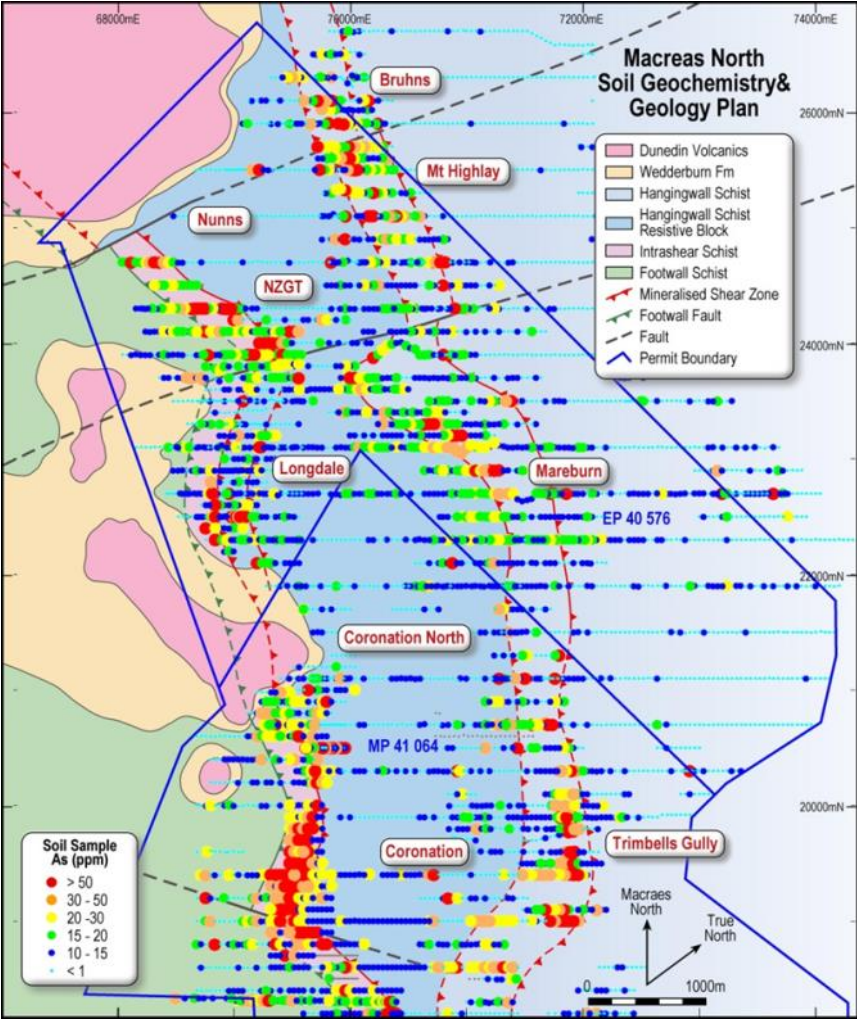 68000mE
70000mE
72000mE
74000mE
Macreas North
Soil Geochemistry&
Geology Plan
Dunedin Volcanics
Wedderburn Fm
Hangingwall Schist
Hangingwall Schist
Resistive Block
Intrashear Schist
Footwall Schist
Mineralised Shear Zone
Footwall Fault
Fault
Permit Boundary
Bruhns
26000mN
Mt Highlay
Nunns
NZGT
24000mN
Longdale
Mareburn
EP 40 576
22000mN
Coronation North
MP 41 064
20000mN
Coronation
Trimbells Gully
Soil Sample
As (ppm)
> 50
30 - 50
20 -30
15 - 20
10 - 15
< 1
Macraes
North
True
North
0
1000m